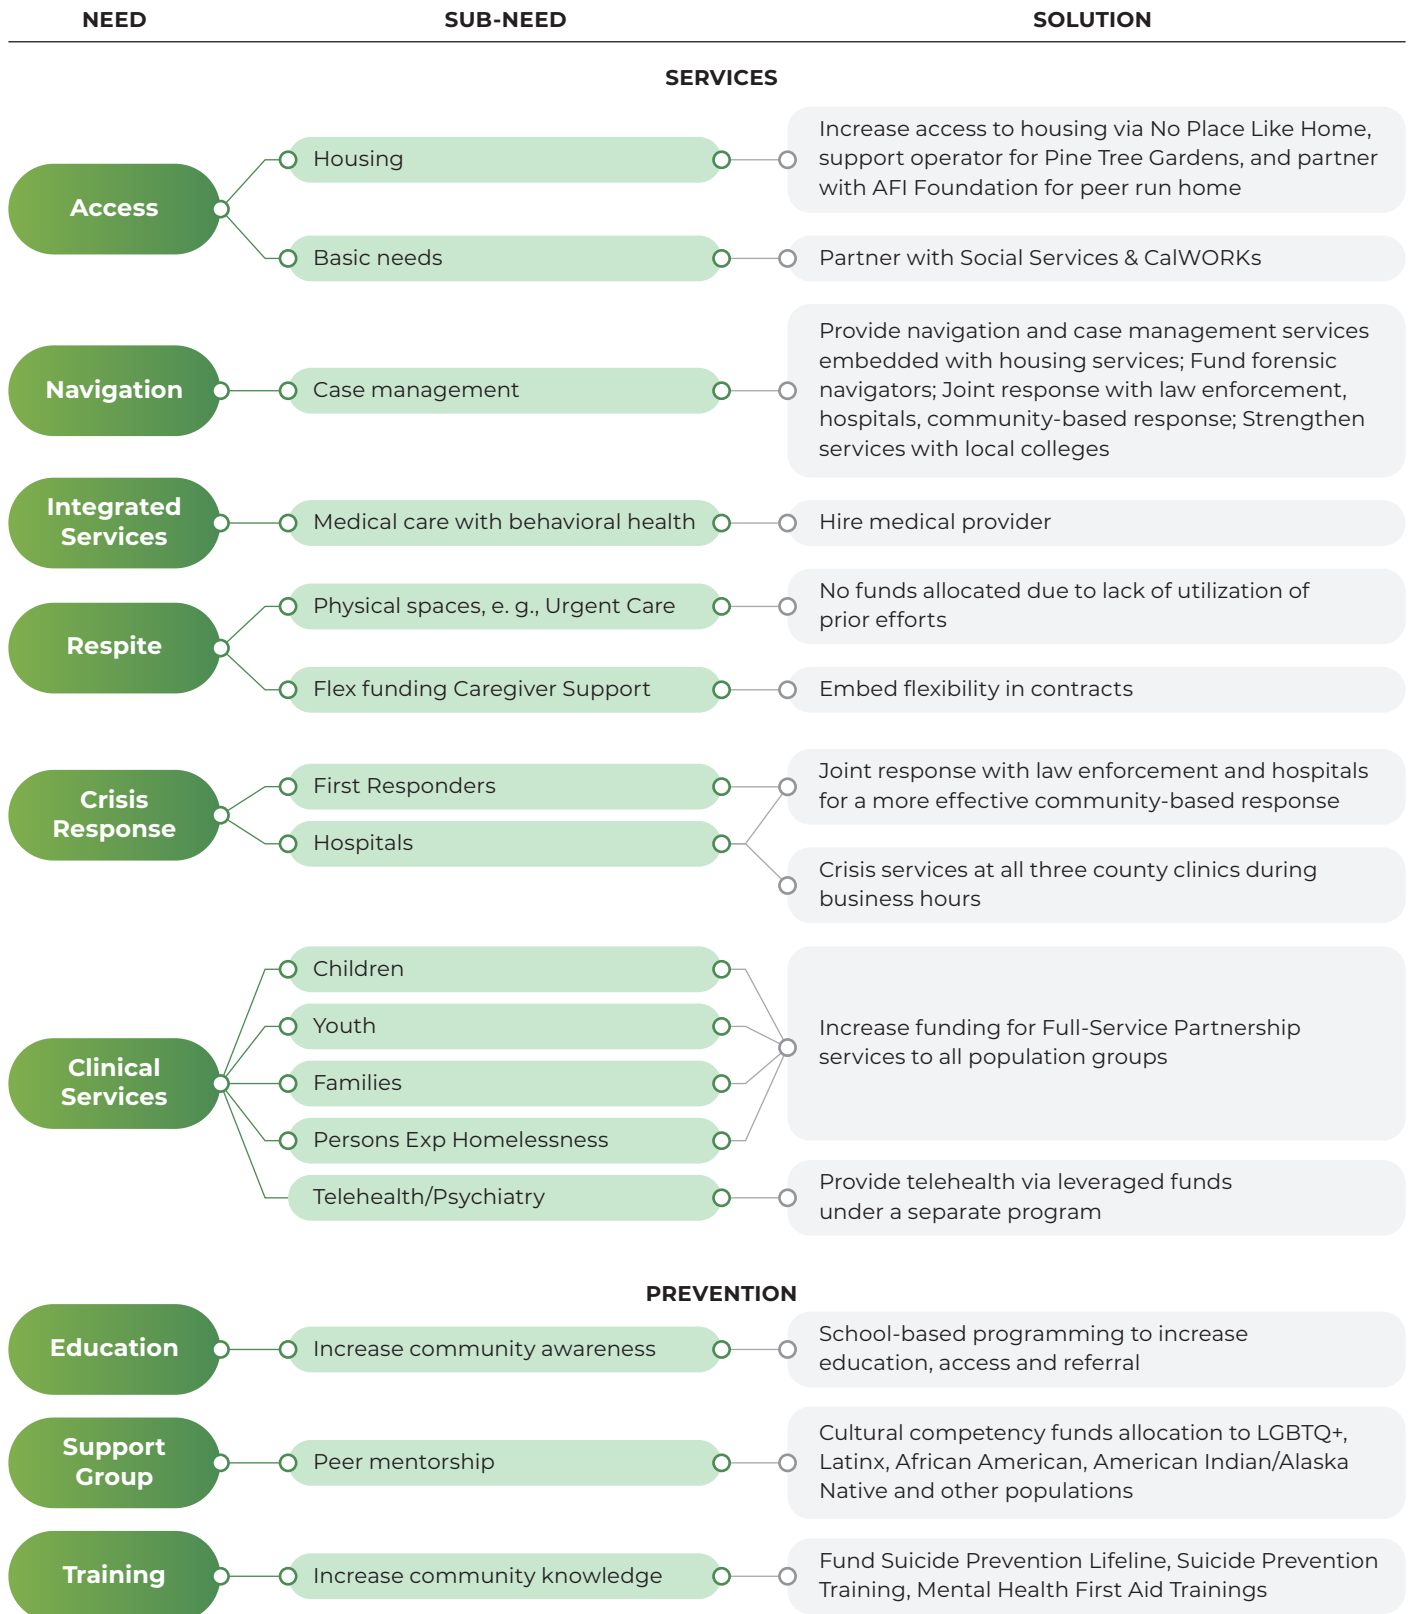 NEED
SUB-NEED
SOLUTION
SERVICES
Access
Housing
Increase access to housing via No Place Like Home,
support operator for Pine Tree Gardens, and partner
with AFI Foundation for peer run home
Basic needs
Partner with Social Services & CalWORKs
Navigation
Case management
Provide navigation and case management services
embedded with housing services; Fund forensic
navigators; Joint response with law enforcement,
hospitals, community-based response; Strengthen
services with local colleges
Integrated
Services
Medical care with behavioral health
Hire medical provider
Respite
Physical spaces, e. g., Urgent Care
No funds allocated due to lack of utilization of
prior efforts
Flex funding Caregiver Support
Embed flexibility in contracts
Crisis
Response
First Responders
Joint response with law enforcement and hospitals
for a more effective community-based response
Hospitals
Crisis services at all three county clinics during
business hours
Clinical
Services
Children
Youth
Families
Persons Exp Homelessness
Increase funding for Full-Service Partnership
services to all population groups
Telehealth/Psychiatry
Provide telehealth via leveraged funds
under a separate program
PREVENTION
Education
Increase community awareness
School-based programming to increase
education, access and referral
Support
Group
Peer mentorship
Cultural competency funds allocation to LGBTQ+,
Latinx, African American, American Indian/Alaska
Native and other populations
Training
Increase community knowledge
Fund Suicide Prevention Lifeline, Suicide Prevention
Training, Mental Health First Aid Trainings